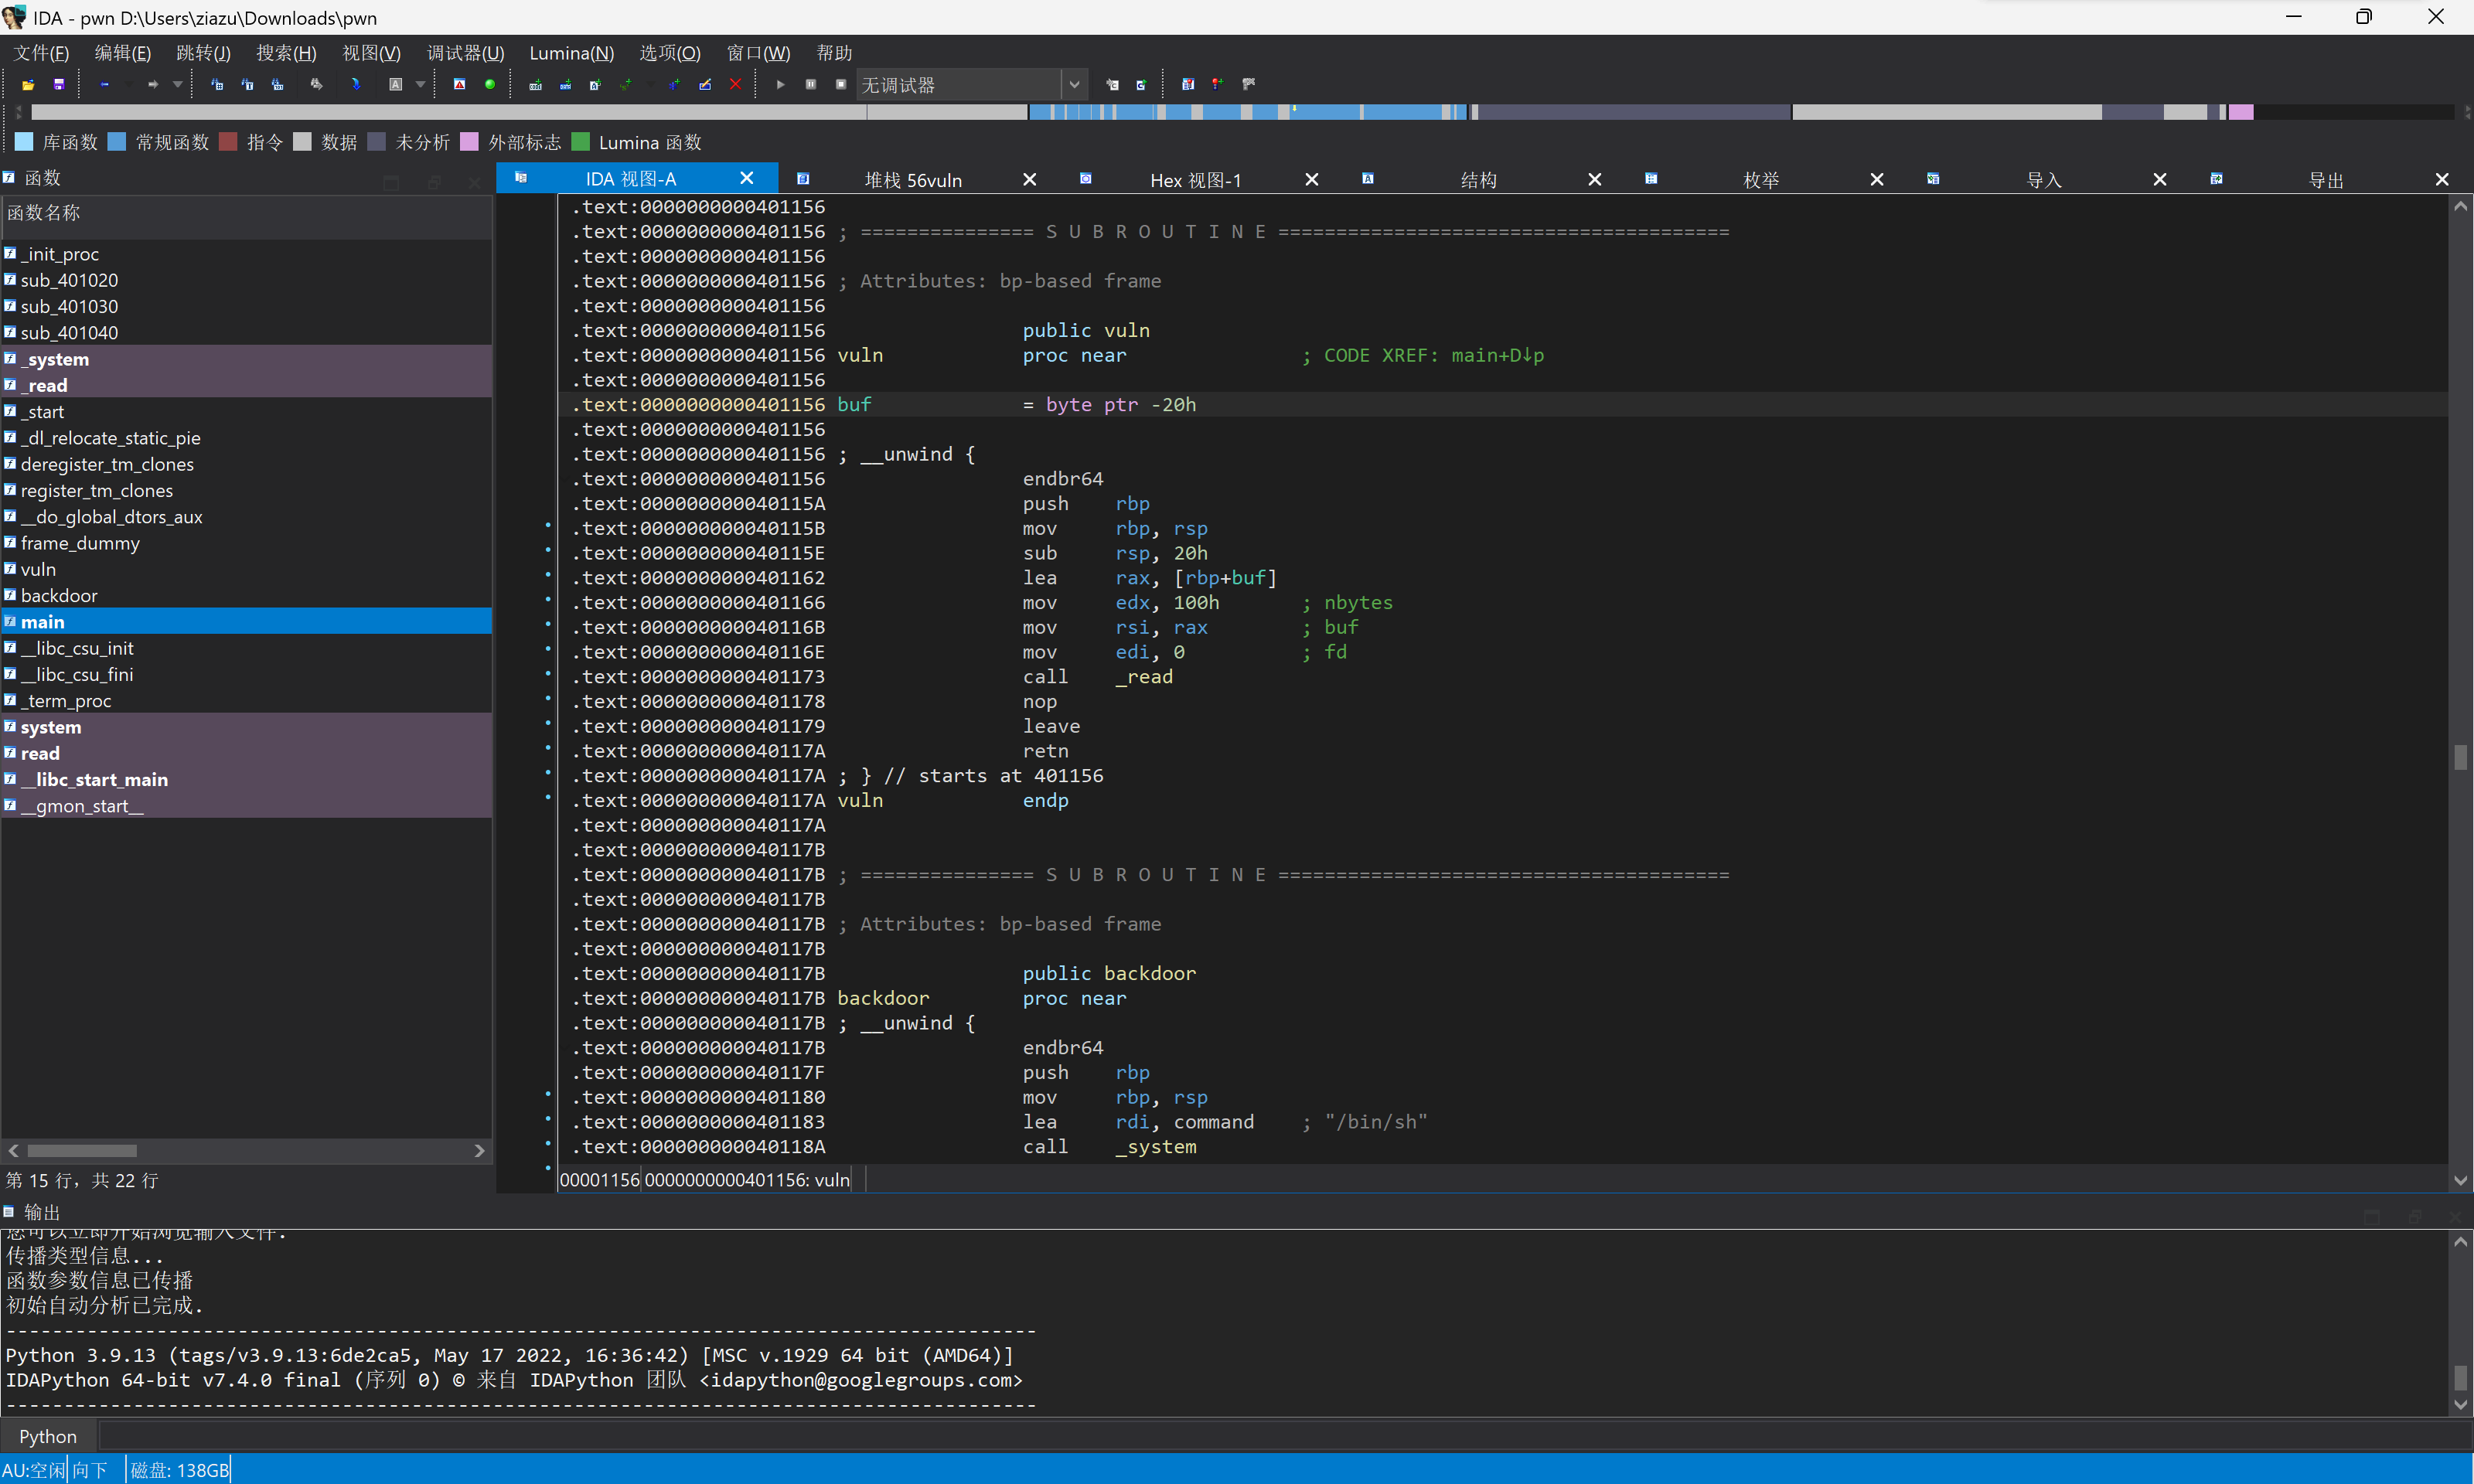 IDA - pwn D:\Users\ziazu\Downloads\pwn
文件(F) 编辑(E) 跳转(J) 搜索(H) 视图(V) 调试器(U) Lumina(N) 选项(O) 窗口(W) 帮助
无调试器
库函数 常规函数 指令 数据 未分析 外部标志 Lumina 函数
函数
函数名称
_init_proc
sub_401020
sub_401030
sub_401040
_system
_read
_start
_dl_relocate_static_pie
deregister_tm_clones
register_tm_clones
__do_global_dtors_aux
frame_dummy
vuln
backdoor
main
__libc_csu_init
__libc_csu_fini
_term_proc
system
read
__libc_start_main
__gmon_start__
第 15 行，共 22 行
IDA 视图-A 堆栈 56vuln Hex 视图-1 结构 枚举 导入 导出
.text:0000000000401156
.text:0000000000401156 ; =============== S U B R O U T I N E =======================================
.text:0000000000401156
.text:0000000000401156 ; Attributes: bp-based frame
.text:0000000000401156
.text:0000000000401156 public vuln
.text:0000000000401156 vuln proc near ; CODE XREF: main+D↓p
.text:0000000000401156
.text:0000000000401156 buf = byte ptr -20h
.text:0000000000401156
.text:0000000000401156 ; __unwind {
.text:0000000000401156 endbr64
.text:000000000040115A push rbp
.text:000000000040115B mov rbp, rsp
.text:000000000040115E sub rsp, 20h
.text:0000000000401162 lea rax, [rbp+buf]
.text:0000000000401166 mov edx, 100h ; nbytes
.text:000000000040116B mov rsi, rax ; buf
.text:000000000040116E mov edi, 0 ; fd
.text:0000000000401173 call _read
.text:0000000000401178 nop
.text:0000000000401179 leave
.text:000000000040117A retn
.text:000000000040117A ; } // starts at 401156
.text:000000000040117A vuln endp
.text:000000000040117A
.text:000000000040117B
.text:000000000040117B ; =============== S U B R O U T I N E =======================================
.text:000000000040117B
.text:000000000040117B ; Attributes: bp-based frame
.text:000000000040117B
.text:000000000040117B public backdoor
.text:000000000040117B backdoor proc near
.text:000000000040117B ; __unwind {
.text:000000000040117B endbr64
.text:000000000040117F push rbp
.text:0000000000401180 mov rbp, rsp
.text:0000000000401183 lea rdi, command ; "/bin/sh"
.text:000000000040118A call _system
00001156 0000000000401156: vuln
输出
您可以立即开始浏览输入文件.
传播类型信息...
函数参数信息已传播
初始自动分析已完成.
----------------------------------------------------------------------------------------
Python 3.9.13 (tags/v3.9.13:6de2ca5, May 17 2022, 16:36:42) [MSC v.1929 64 bit (AMD64)]
IDAPython 64-bit v7.4.0 final (序列 0) © 来自 IDAPython 团队 <idapython@googlegroups.com>
----------------------------------------------------------------------------------------
Python
AU:空闲 向下 磁盘: 138GB